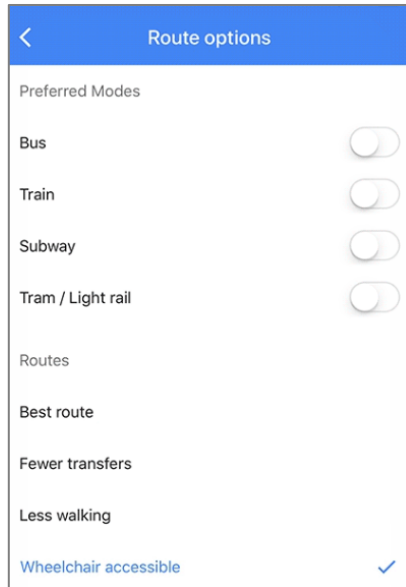 Route options
Preferred Modes
Bus
Train
Subway
Tram / Light rail
Routes
Best route
Fewer transfers
Less walking
Wheelchair accessible